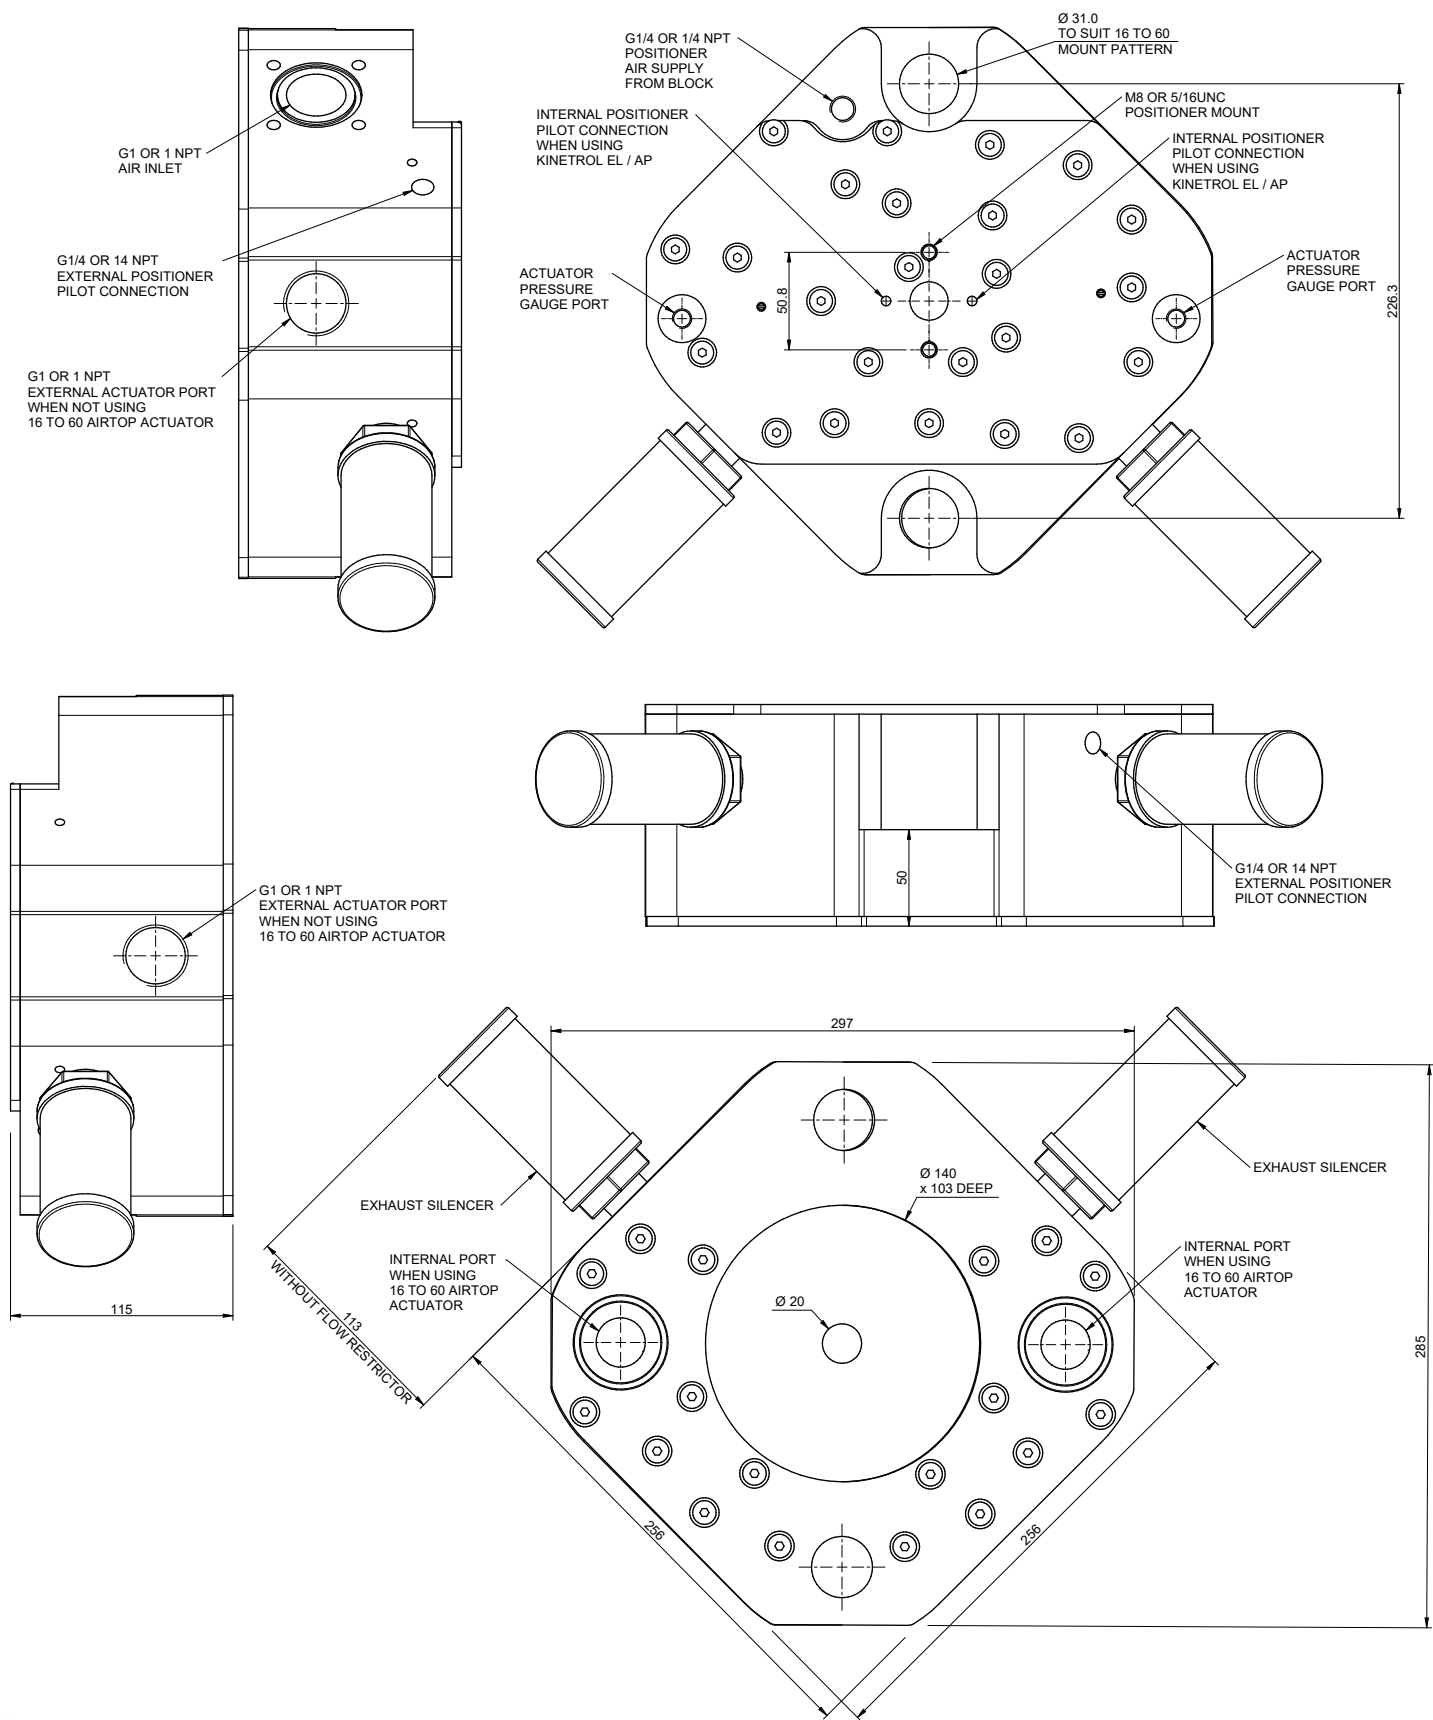 G1 OR 1 NPT
AIR INLET
G1/4 OR 14 NPT
EXTERNAL POSITIONER
PILOT CONNECTION
G1 OR 1 NPT
EXTERNAL ACTUATOR PORT
WHEN NOT USING
16 TO 60 AIRTOP ACTUATOR
G1/4 OR 1/4 NPT
POSITIONER
AIR SUPPLY
FROM BLOCK
Ø 31.0
TO SUIT 16 TO 60
MOUNT PATTERN
INTERNAL POSITIONER
PILOT CONNECTION
WHEN USING
KINETROL EL / AP
M8 OR 5/16UNC
POSITIONER MOUNT
INTERNAL POSITIONER
PILOT CONNECTION
WHEN USING
KINETROL EL / AP
ACTUATOR
PRESSURE
GAUGE PORT
50.8
ACTUATOR
PRESSURE
GAUGE PORT
226.3
G1 OR 1 NPT
EXTERNAL ACTUATOR PORT
WHEN NOT USING
16 TO 60 AIRTOP ACTUATOR
115
50
G1/4 OR 14 NPT
EXTERNAL POSITIONER
PILOT CONNECTION
297
EXHAUST SILENCER
Ø 140
x 103 DEEP
EXHAUST SILENCER
INTERNAL PORT
WHEN USING
16 TO 60 AIRTOP
ACTUATOR
INTERNAL PORT
WHEN USING
16 TO 60 AIRTOP
ACTUATOR
Ø 20
113
WITHOUT FLOW RESTRICTOR
285
256
256